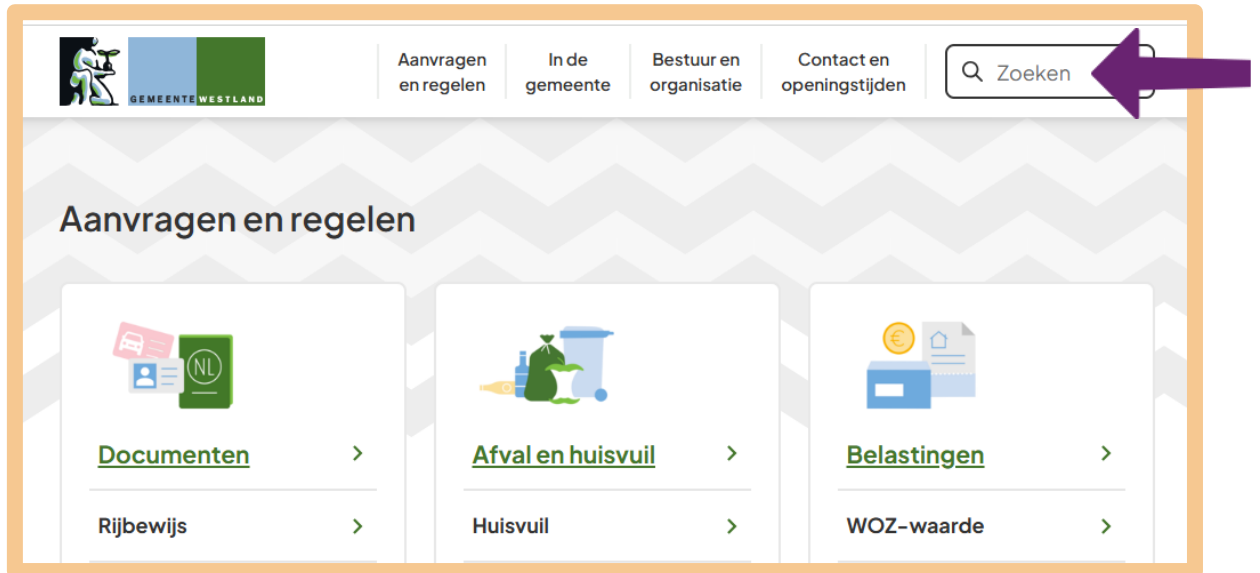 GEMEENTE WESTLAND
Aanvragen
en regelen
In de
gemeente
Bestuur en
organisatie
Contact en
openingstijden
Zoeken
Aanvragen en regelen
NL
€
Documenten
Afval en huisvuil
Belastingen
Rijbewijs
Huisvuil
WOZ-waarde